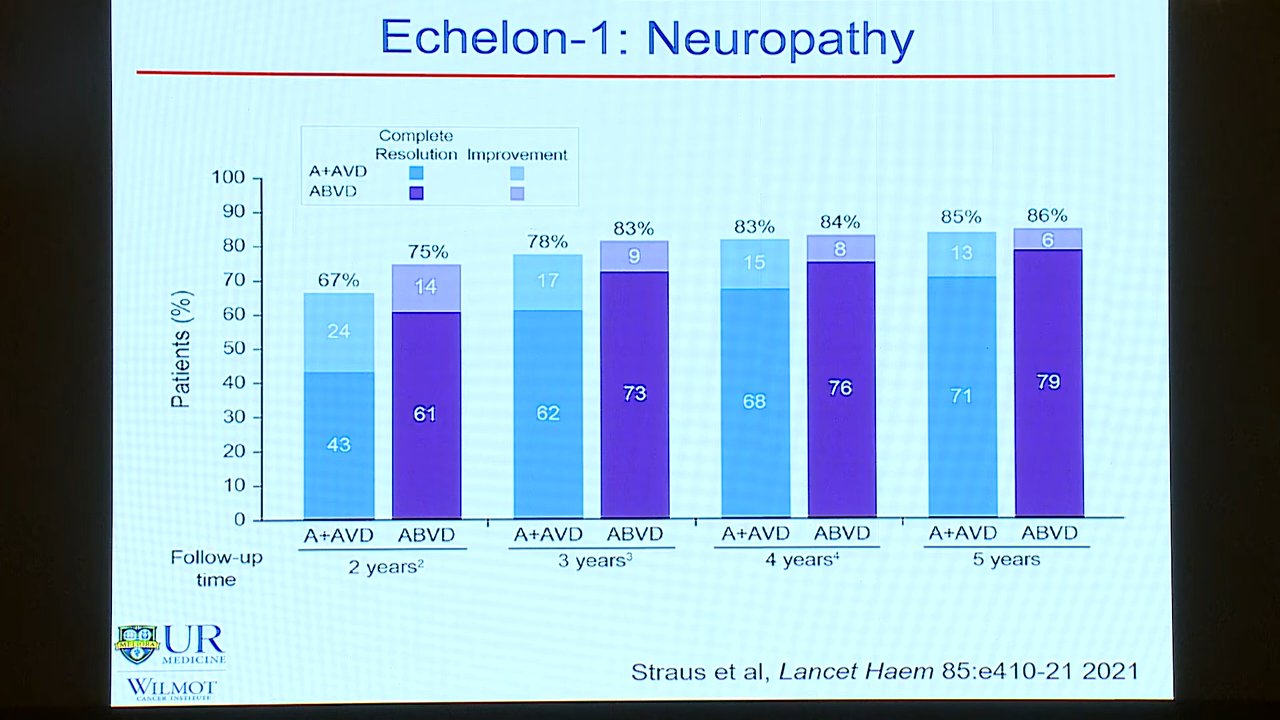 Echelon-1: Neuropathy
Complete
Resolution Improvement
A+AVD
ABVD
100
90
80
70
60
50
40
30
20
10
0
Patients (%)
67%
24
43
75%
14
61
78%
17
62
83%
9
73
83%
15
68
84%
8
76
85%
13
71
86%
6
79
A+AVD ABVD A+AVD ABVD A+AVD ABVD A+AVD ABVD
Follow-up
time
2 years² 3 years³ 4 years⁴ 5 years
MELIORA
UR
MEDICINE
WILMOT
CANCER INSTITUTE
Straus et al, Lancet Haem 85:e410-21 2021